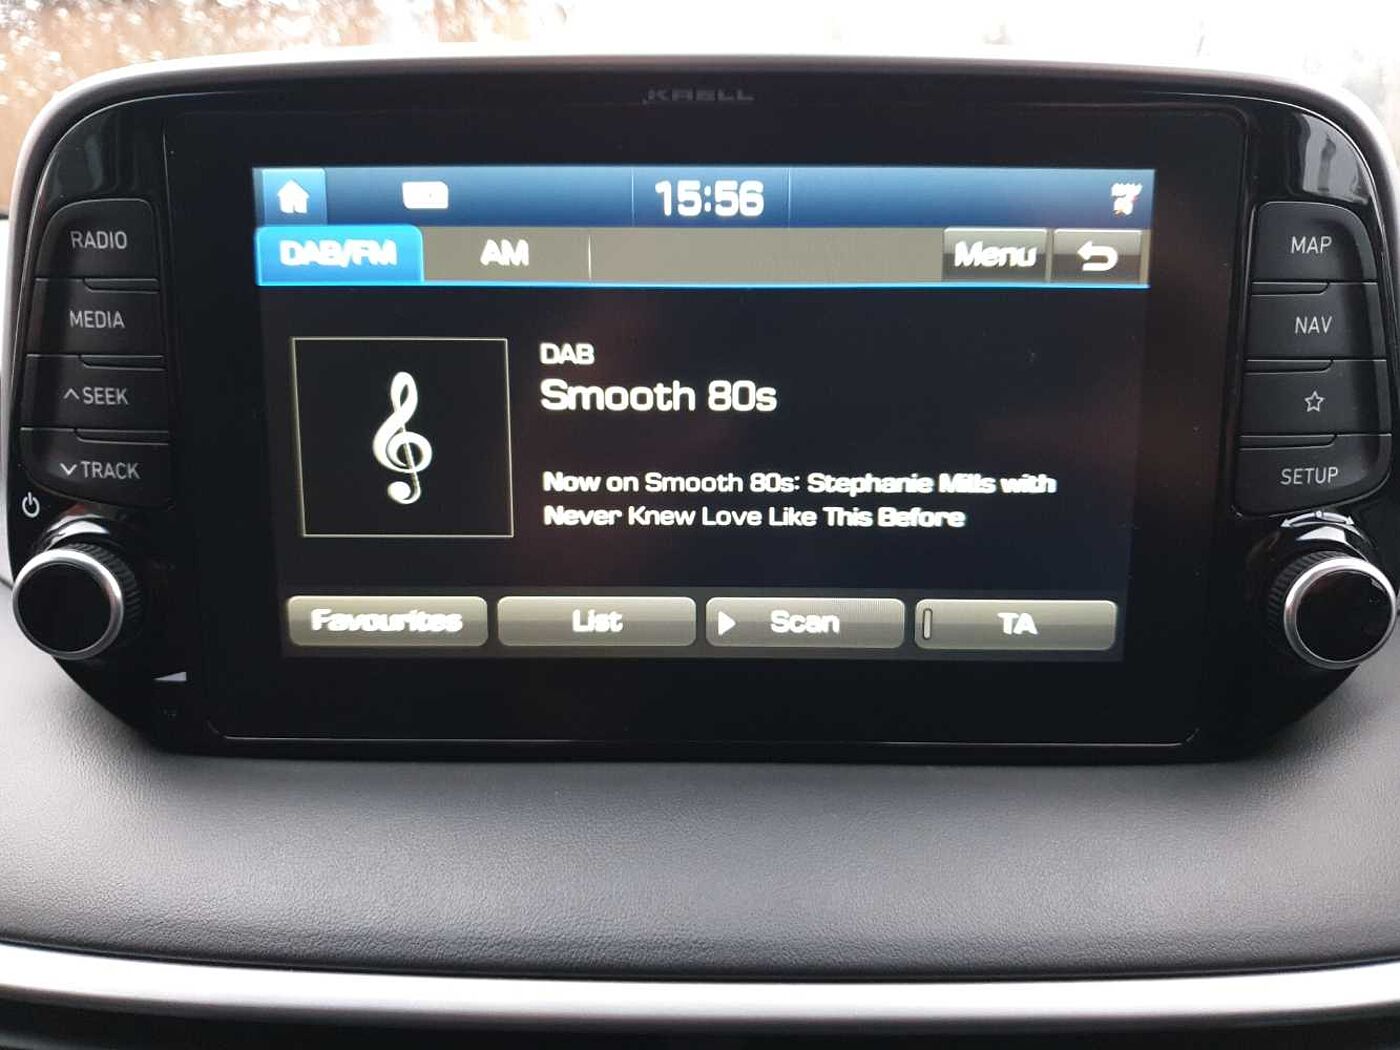 KRELL
15:56
DAB/FM AM Menu
RADIO
MEDIA
SEEK
TRACK
DAB
Smooth 80s
Now on Smooth 80s: Stephanie Mills with
Never Knew Love Like This Before
Favourites List Scan TA
MAP
NAV
SETUP